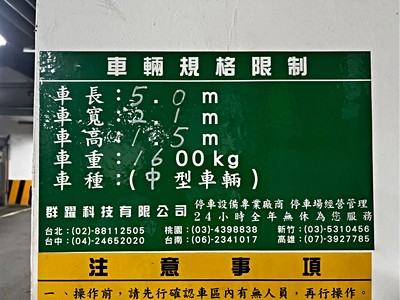 車輛規格限制
車長：5.0m
車寬：2.1m
車高：1.5m
車重：1600kg
車種：(中型車輛)
群躍科技有限公司 停車設備專業廠商 停車場經營管理
24小時全年無休為您服務
台北：(02)-88112505 桃園：(03)-4398838 新竹：(03)-5310456
台中：(04)-24652020 台南：(06)-2341017 高雄：(07)-3927785
注意事項
一、操作前，請先行確認車區內有無人員，再行操作。